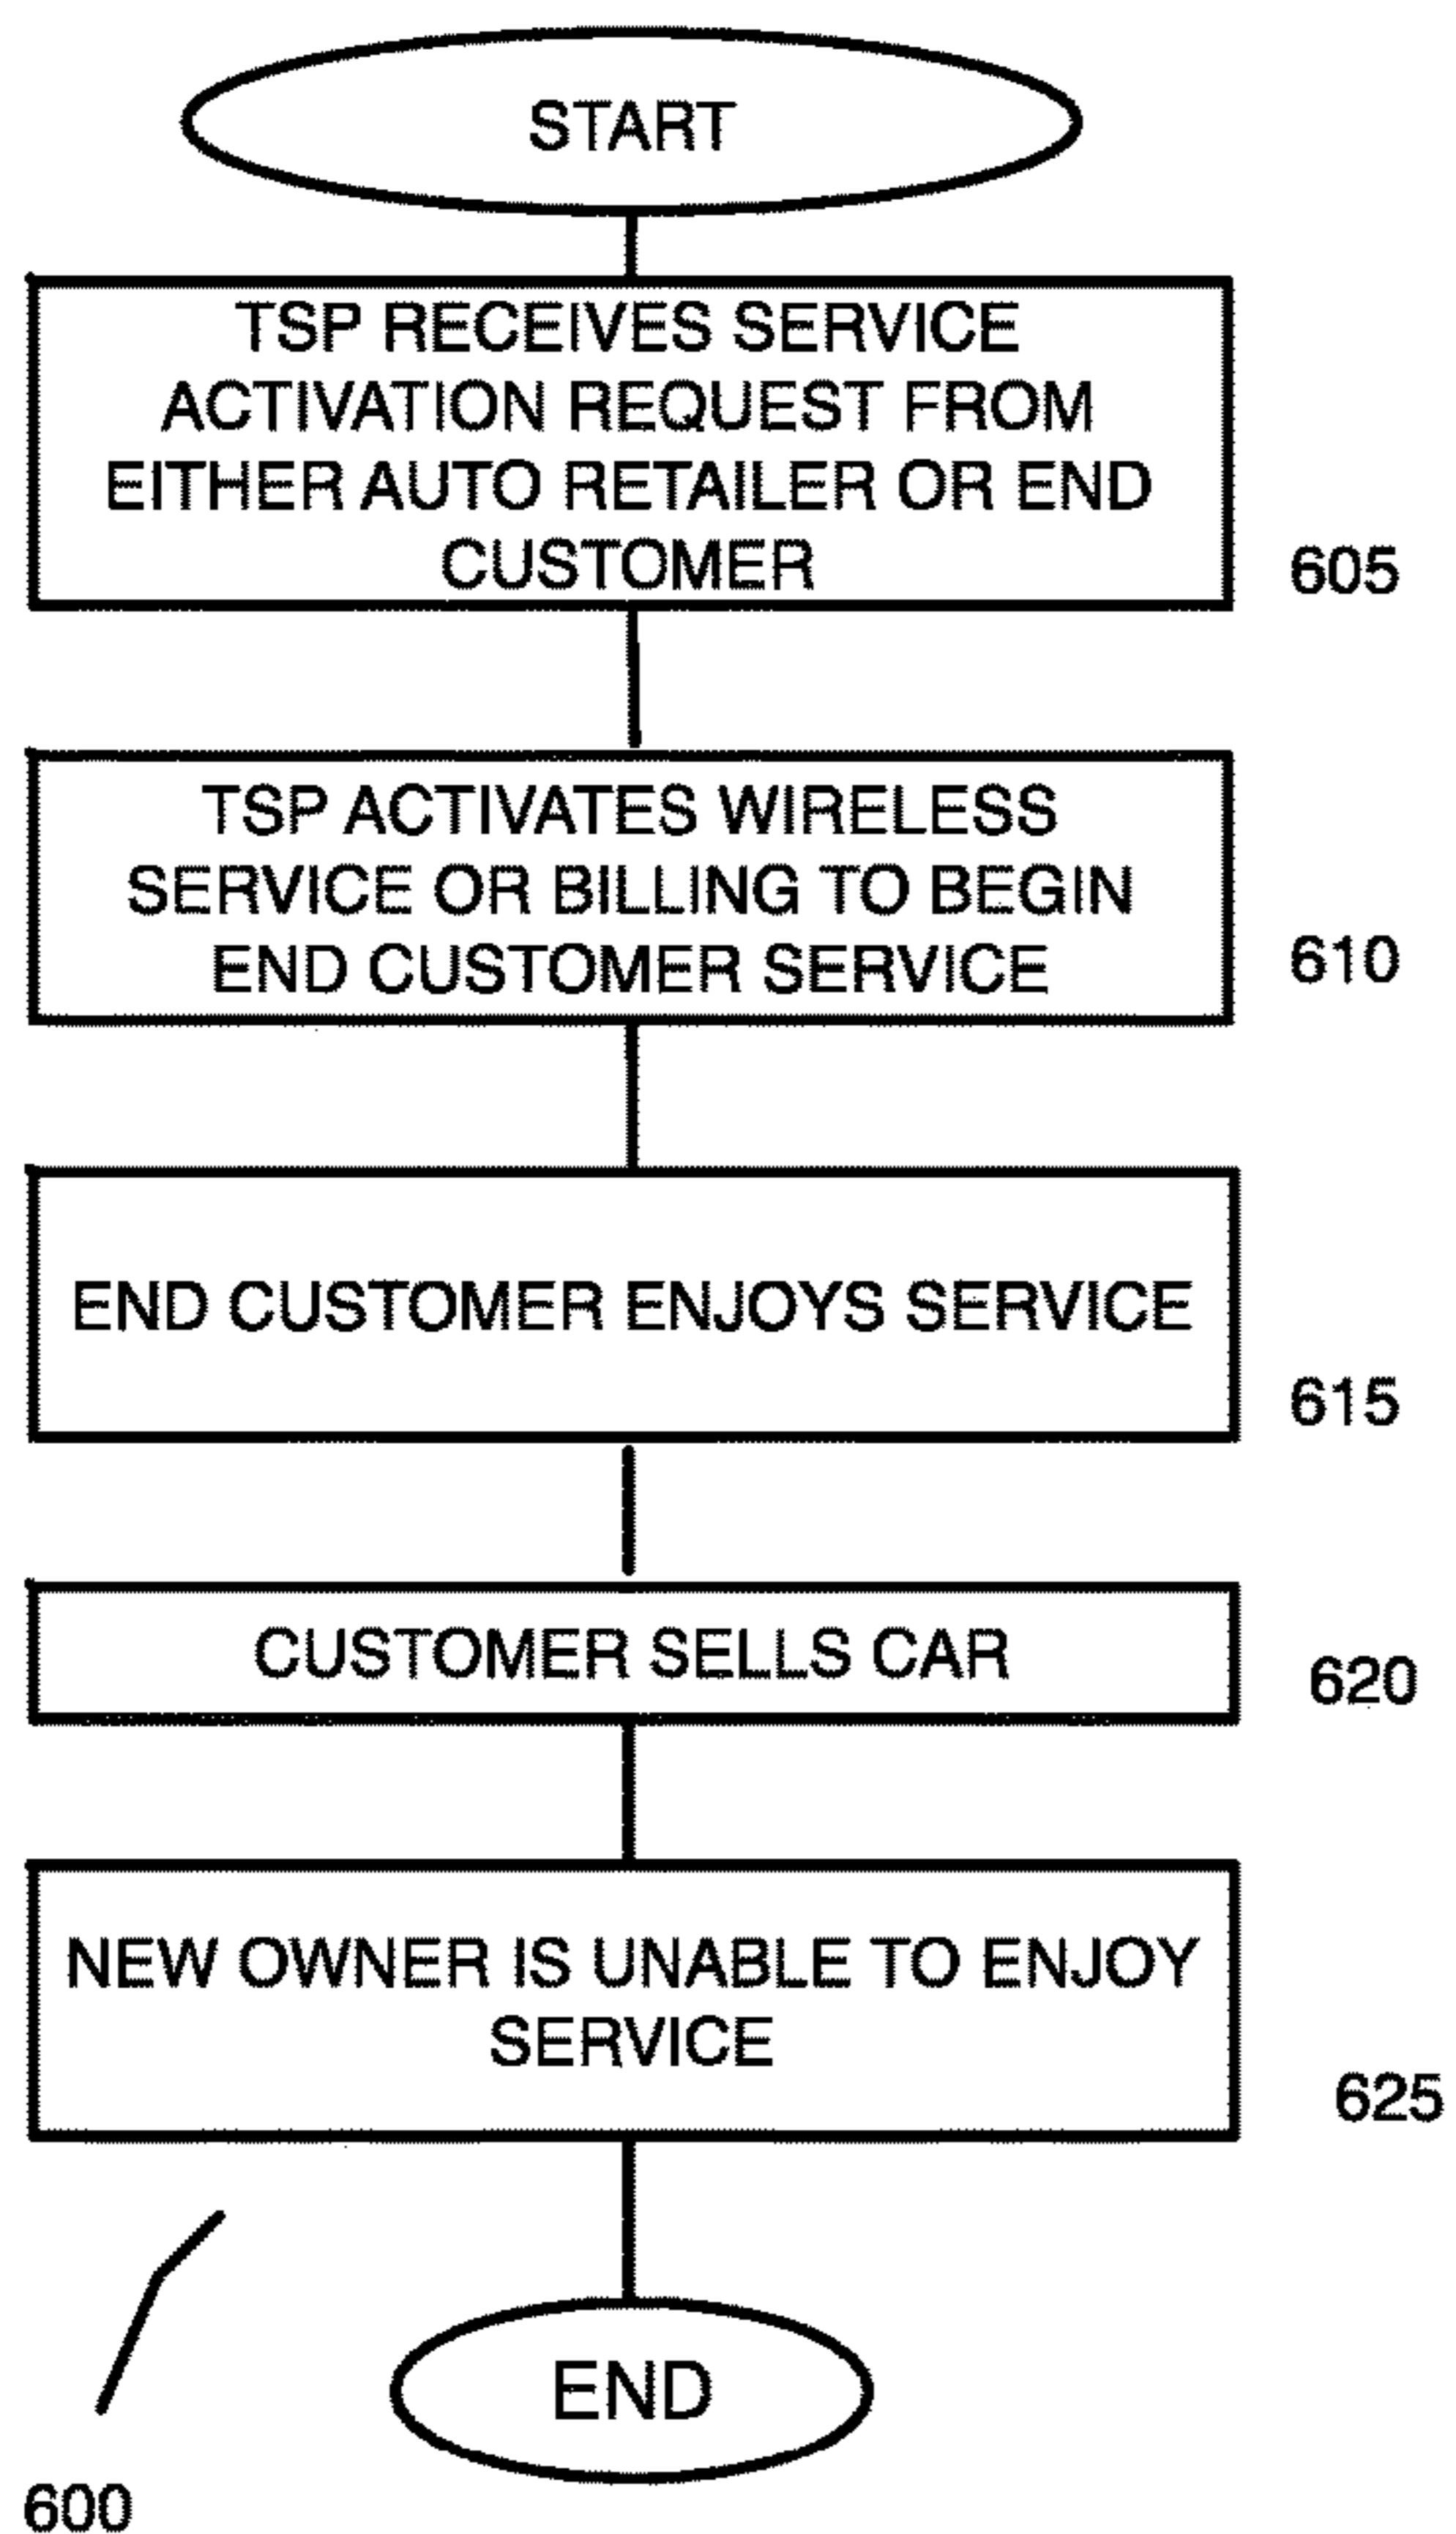 START
TSP RECEIVES SERVICE
ACTIVATION REQUEST FROM
EITHER AUTO RETAILER OR END
CUSTOMER
605
TSP ACTIVATES WIRELESS
SERVICE OR BILLING TO BEGIN
END CUSTOMER SERVICE
610
END CUSTOMER ENJOYS SERVICE
615
CUSTOMER SELLS CAR
620
NEW OWNER IS UNABLE TO ENJOY
SERVICE
625
END
600